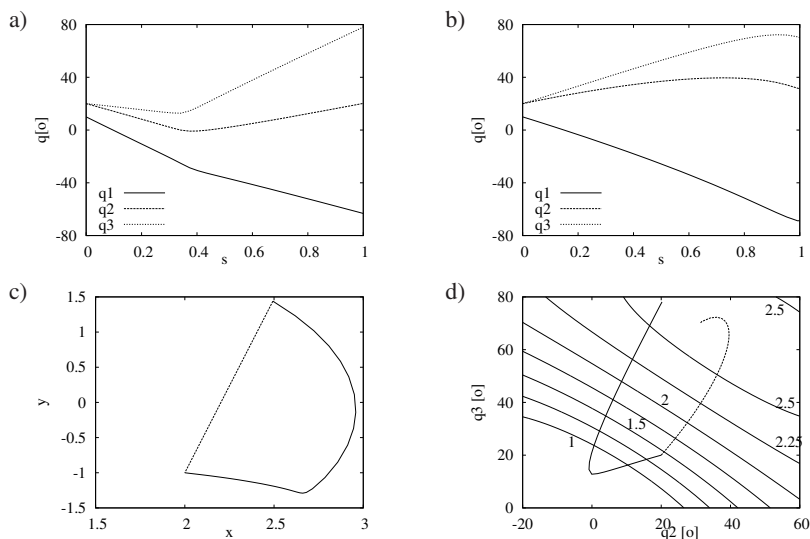 a)
80
40
0
-40
-80
q[o]
q1
q2
q3
0 0.2 0.4 0.6 0.8 1
s
b)
80
40
0
-40
-80
q[o]
q1
q2
q3
0 0.2 0.4 0.6 0.8 1
s
c)
1.5
1
0.5
0
-0.5
-1
-1.5
y
1.5 2 2.5 3
x
d)
80
60
40
20
0
q3 [o]
2.5
2.5
2
1.5
1
2.25
-20 0 20 40 60
q2 [o]